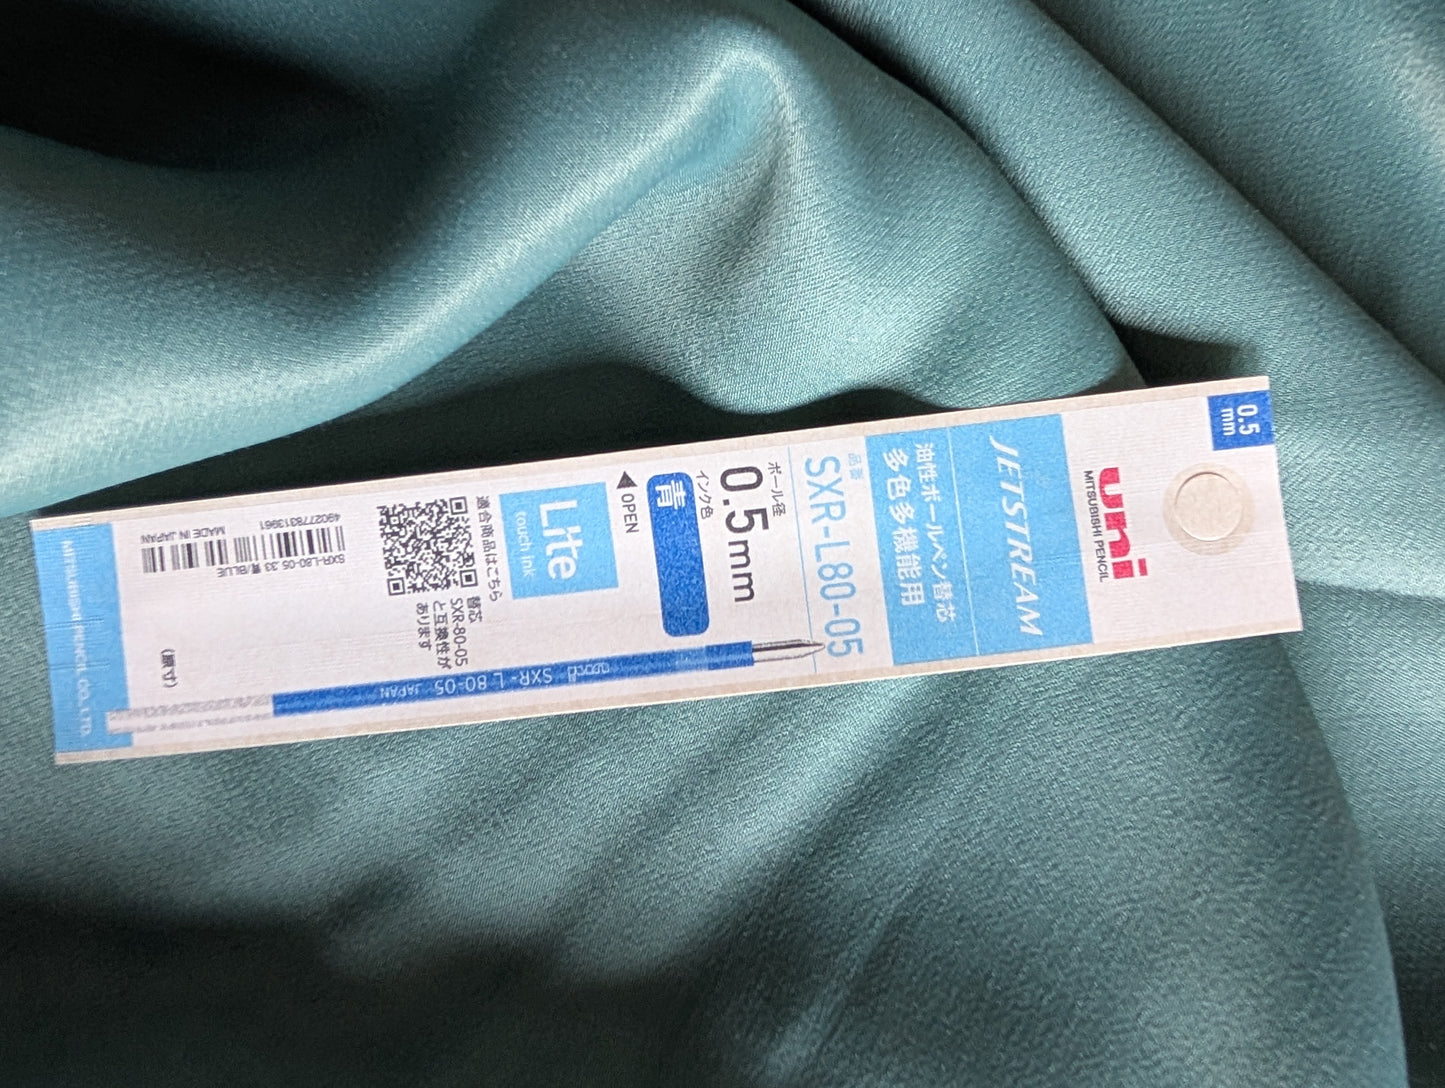 0.5
mm
uni
MITSUBISHI PENCIL
JETSTREAM
油性ボールペン替芯
多色多機能用
品番
SXR-L80-05
ボール径
0.5mm
インク色
青
◀OPEN
Lite
touch ink
適合商品はこちら
替芯
SXR-80-05
と互換性が
あります
SXR-L80-05.33 青/BLUE
4902778313961
MADE IN JAPAN
SXR-L80-05 JAPAN
(原寸)
MITSUBISHI PENCIL CO.,LTD.